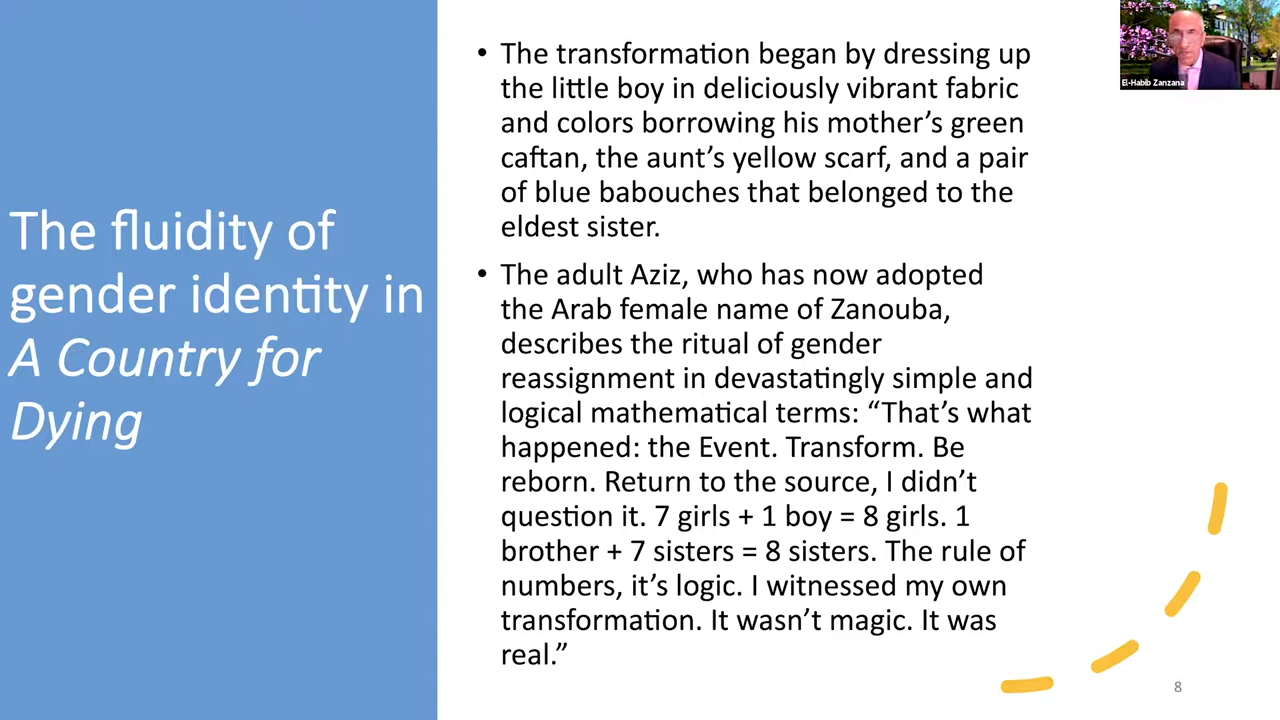 The fluidity of
gender identity in
A Country for
Dying
• The transformation began by dressing up
the little boy in deliciously vibrant fabric
and colors borrowing his mother’s green
caftan, the aunt’s yellow scarf, and a pair
of blue babouches that belonged to the
eldest sister.
• The adult Aziz, who has now adopted
the Arab female name of Zanouba,
describes the ritual of gender
reassignment in devastatingly simple and
logical mathematical terms: “That’s what
happened: the Event. Transform. Be
reborn. Return to the source, I didn’t
question it. 7 girls + 1 boy = 8 girls. 1
brother + 7 sisters = 8 sisters. The rule of
numbers, it’s logic. I witnessed my own
transformation. It wasn’t magic. It was
real.”
El-Habib Zanzana
8